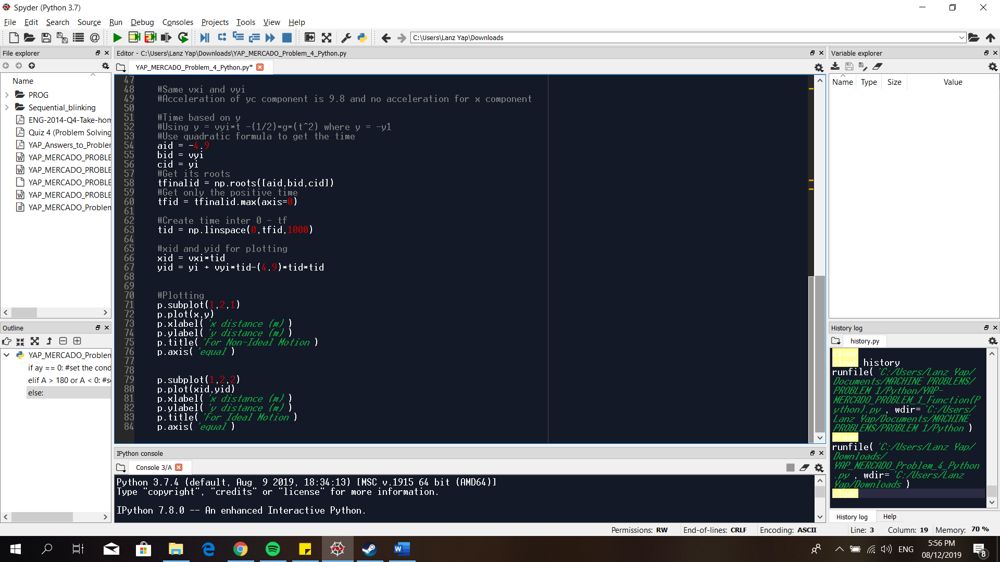 Spyder (Python 3.7)
File Edit Search Source Run Debug Consoles Projects Tools View Help
C:\Users\Lanz Yap\Downloads
File explorer
Name
PROG
Sequential_blinking
ENG-2014-Q4-Take-hom
Quiz 4 (Problem Solving
YAP_Answers_to_Probler
YAP_MERCADO_PROBLE
YAP_MERCADO_PROBLE
YAP_MERCADO_PROBLE
YAP_MERCADO_PROBLE
YAP_MERCADO_Problem
Outline
YAP_MERCADO_Problem
if ay == 0: #set the cond
elif A > 180 or A < 0: #se
else:
Editor - C:\Users\Lanz Yap\Downloads\YAP_MERCADO_Problem_4_Python.py
YAP_MERCADO_Problem_4_Python.py*
47
48 #Same vxi and vyi
49 #Acceleration of yc component is 9.8 and no acceleration for x component
50
51 #Time based on y
52 #Using y = vyi*t -(1/2)*g*(t^2) where y = -y1
53 #Use quadratic formula to get the time
54 aid = -4.9
55 bid = vyi
56 cid = yi
57 #Get its roots
58 tfinalid = np.roots([aid,bid,cid])
59 #Get only the positive time
60 tfid = tfinalid.max(axis=0)
61
62 #Create time inter 0 - tf
63 tid = np.linspace(0,tfid,1000)
64
65 #xid and yid for plotting
66 xid = vxi*tid
67 yid = yi + vyi*tid-(4.9)*tid*tid
68
69
70 #Plotting
71 p.subplot(1,2,1)
72 p.plot(x,y)
73 p.xlabel('x distance (m)')
74 p.ylabel('y distance (m)')
75 p.title('For Non-Ideal Motion')
76 p.axis('equal')
77
78
79 p.subplot(1,2,2)
80 p.plot(xid,yid)
81 p.xlabel('x distance (m)')
82 p.ylabel('y distance (m)')
83 p.title('For Ideal Motion')
84 p.axis('equal')
IPython console
Console 3/A
Python 3.7.4 (default, Aug  9 2019, 18:34:13) [MSC v.1915 64 bit (AMD64)]
Type "copyright", "credits" or "license" for more information.
IPython 7.8.0 -- An enhanced Interactive Python.
Variable explorer
Name Type Size Value
History log
history.py
clear
clear history
runfile('C:/Users/Lanz Yap/
Documents/MACHINE PROBLEMS/
PROBLEM 1/Python/YAP-
MERCADO_PROBLEM_1_Function(P
ython).py', wdir='C:/Users/
Lanz Yap/Documents/MACHINE
PROBLEMS/PROBLEM 1/Python')
clear
runfile('C:/Users/Lanz Yap/
Downloads/
YAP_MERCADO_Problem_4_Python
.py', wdir='C:/Users/Lanz
Yap/Downloads')
clear
History log Help
Permissions: RW End-of-lines: CRLF Encoding: ASCII Line: 3 Column: 19 Memory: 70 %
ENG
5:56 PM
08/12/2019
8